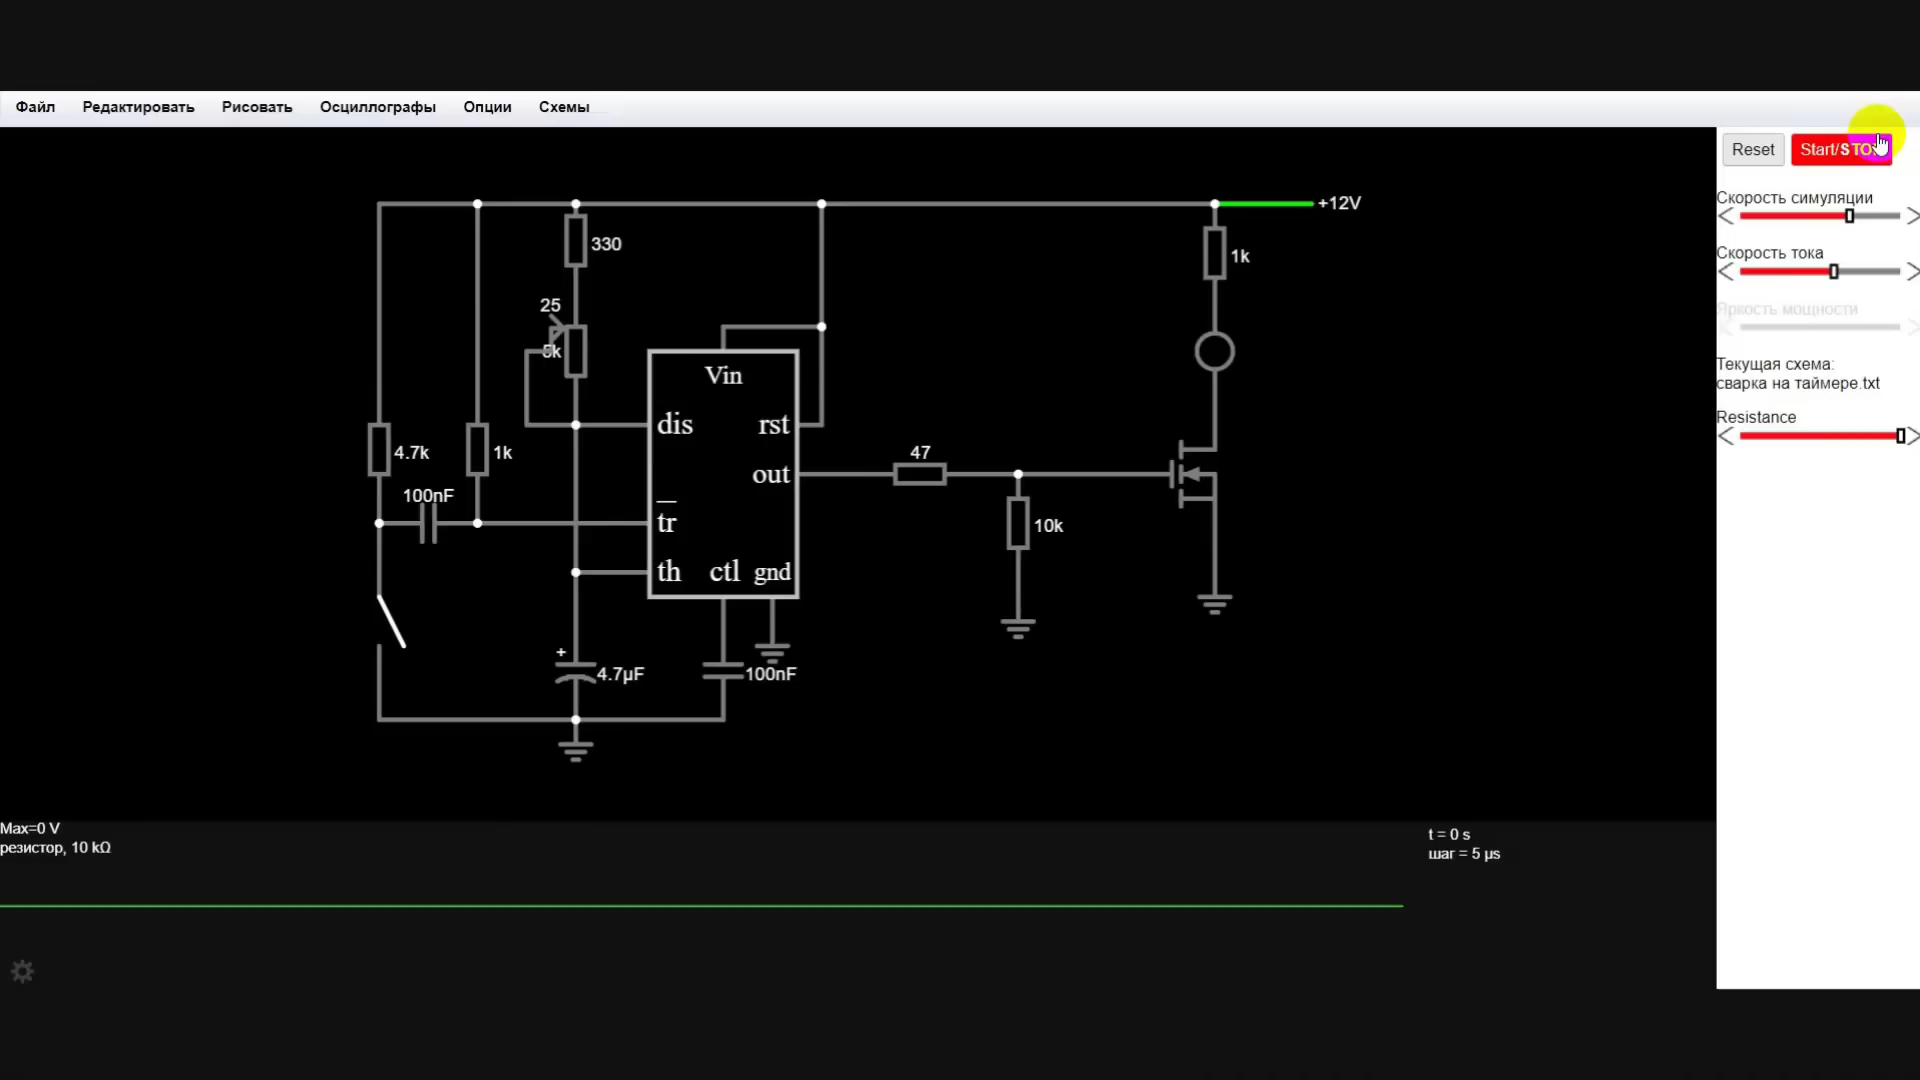 Файл Редактировать Рисовать Осциллографы Опции Схемы
Reset Start/STOP
Скорость симуляции
Скорость тока
Яркость мощности
Текущая схема:
сварка на таймере.txt
Resistance
+12V
330
1k
25
5k
Vin
dis
rst
4.7k
1k
47
out
100nF
tr
10k
th ctl gnd
+
4.7μF
100nF
Max=0 V
резистор, 10 kΩ
t = 0 s
шаг = 5 μs